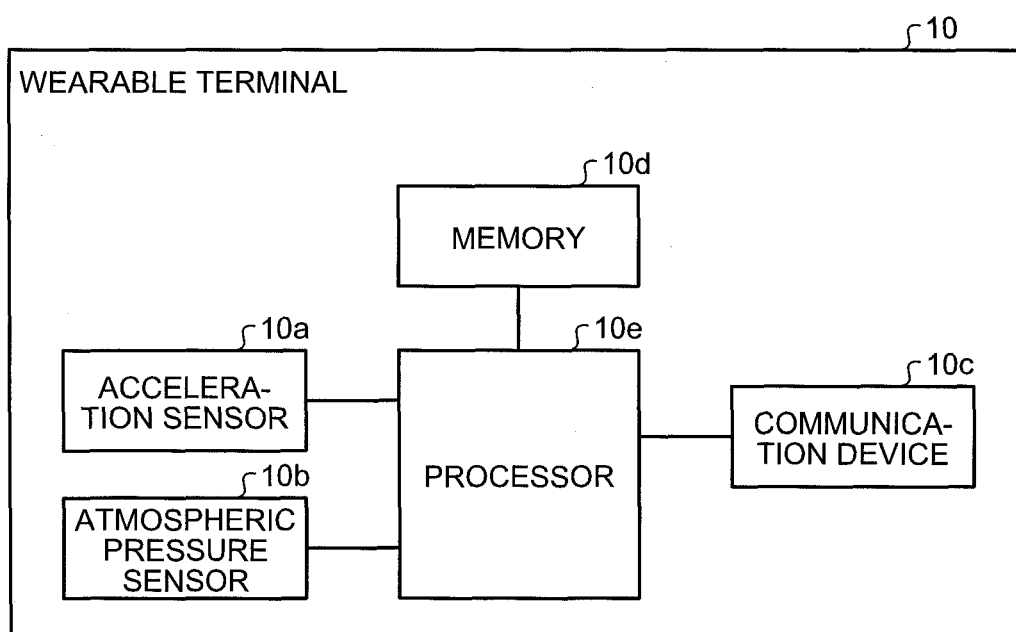 10
WEARABLE TERMINAL
10d
MEMORY
10a
ACCELERA-
TION SENSOR
10e
PROCESSOR
10c
COMMUNICA-
TION DEVICE
10b
ATMOSPHERIC
PRESSURE
SENSOR